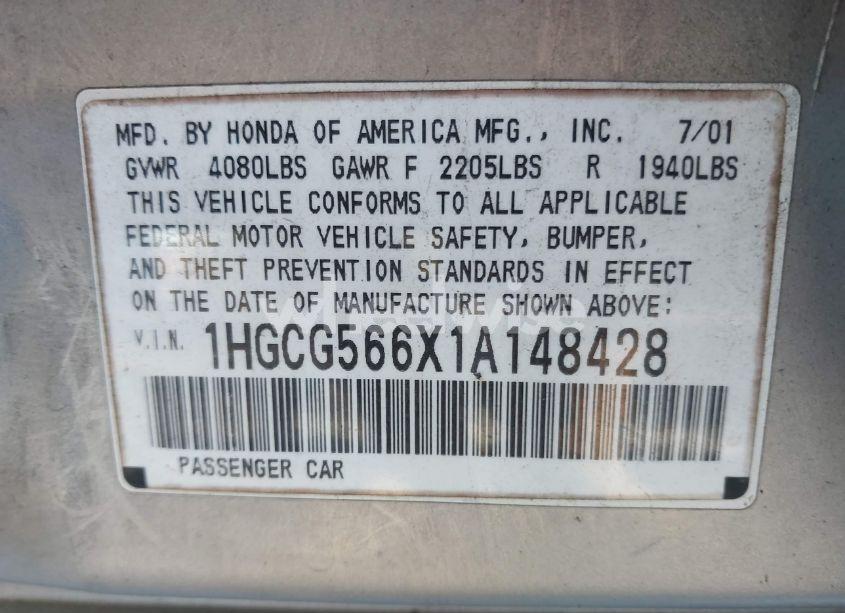 MFD. BY HONDA OF AMERICA MFG., INC. 7/01
GVWR 4080LBS GAWR F 2205LBS R 1940LBS
THIS VEHICLE CONFORMS TO ALL APPLICABLE
FEDERAL MOTOR VEHICLE SAFETY, BUMPER,
AND THEFT PREVENTION STANDARDS IN EFFECT
ON THE DATE OF MANUFACTURE SHOWN ABOVE:
V.I.N. 1HGCG566X1A148428
PASSENGER CAR